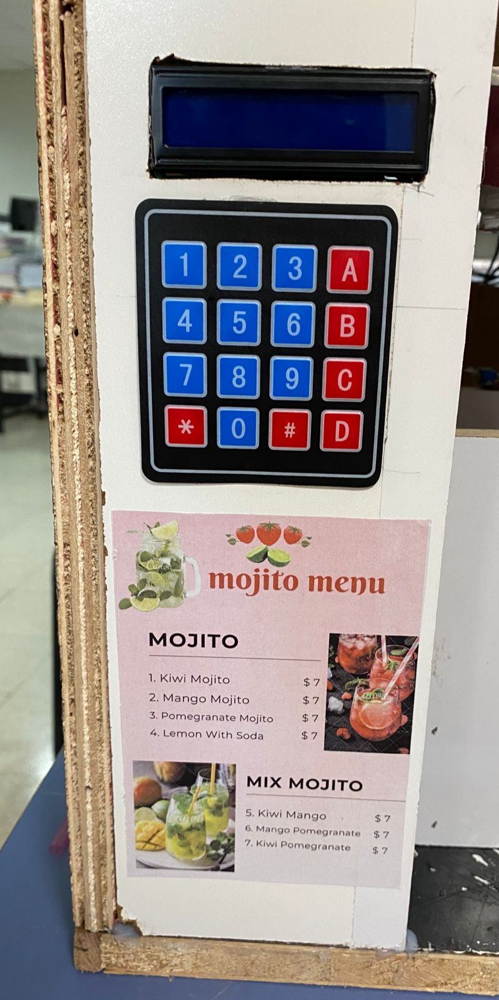 1 2 3 A
4 5 6 B
7 8 9 C
* 0 # D
mojito menu
MOJITO
1. Kiwi Mojito $ 7
2. Mango Mojito $ 7
3. Pomegranate Mojito $ 7
4. Lemon With Soda $ 7
MIX MOJITO
5. Kiwi Mango $ 7
6. Mango Pomegranate $ 7
7. Kiwi Pomegranate $ 7